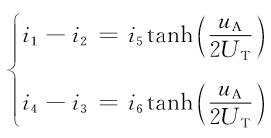 i₁ − i₂ = i₅ tanh(u_A / 2U_T)
i₄ − i₃ = i₆ tanh(u_A / 2U_T)